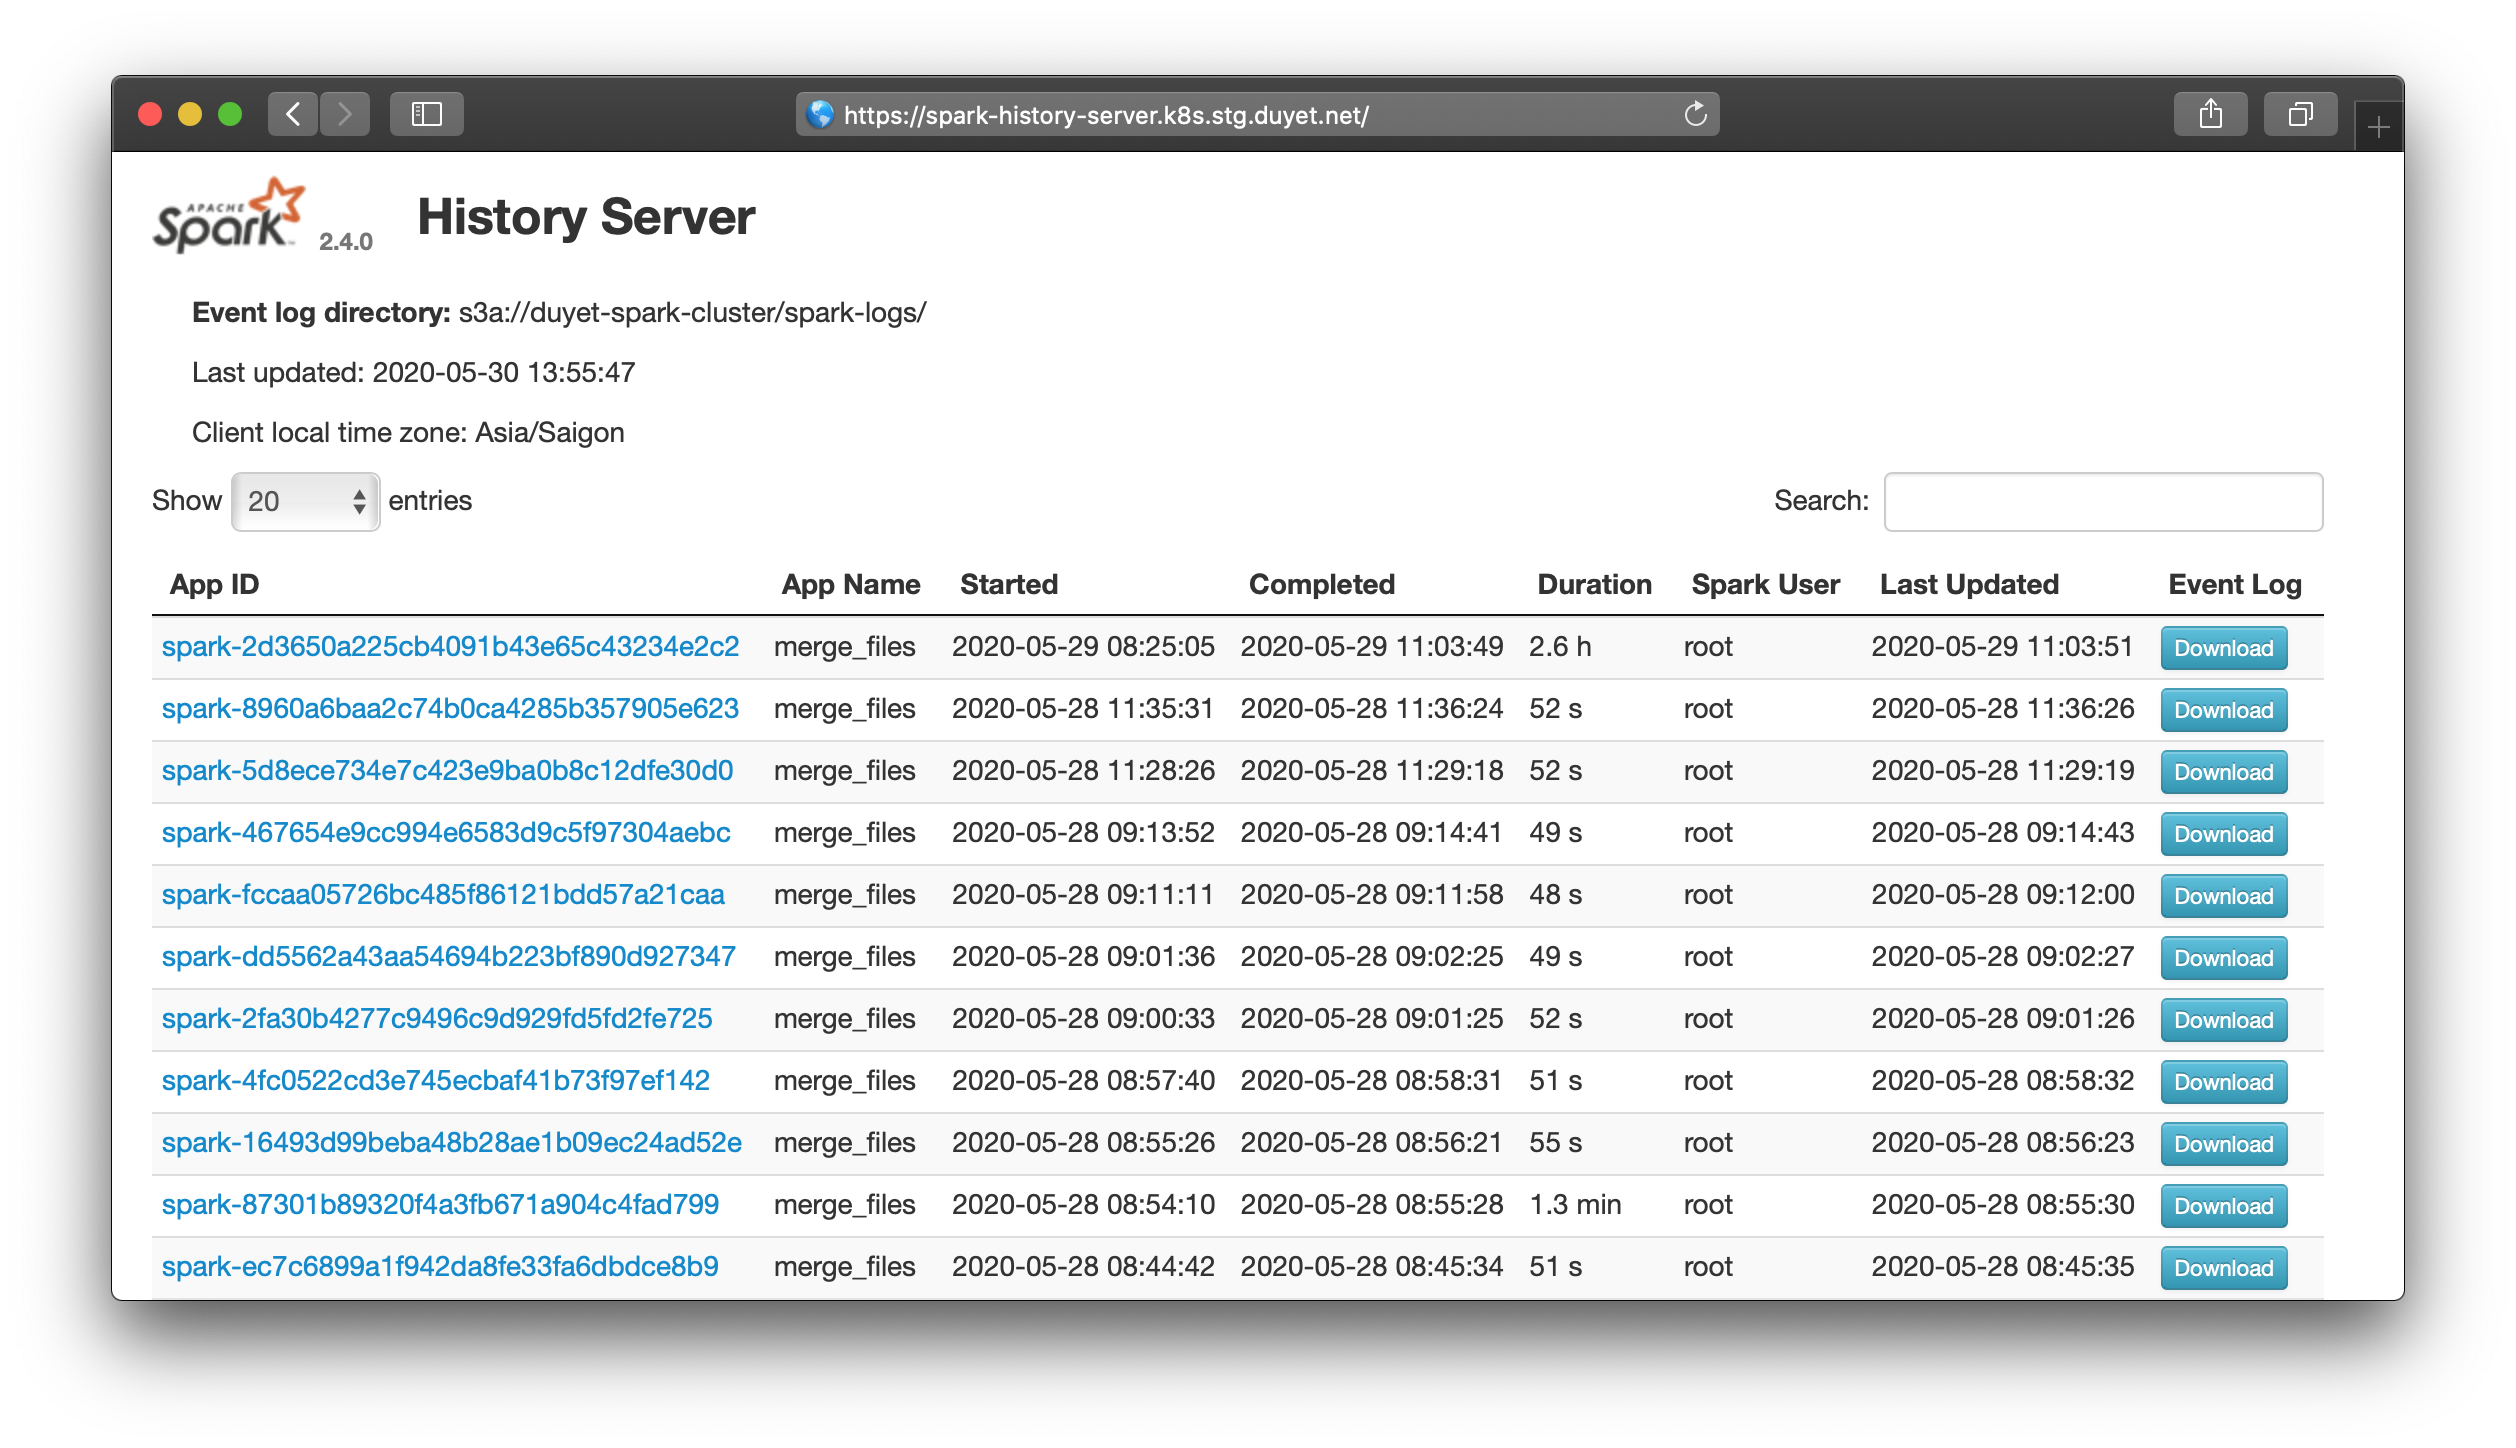 https://spark-history-server.k8s.stg.duyet.net/
APACHE Spark™ 2.4.0 History Server
Event log directory: s3a://duyet-spark-cluster/spark-logs/
Last updated: 2020-05-30 13:55:47
Client local time zone: Asia/Saigon
Show 20 entries Search:
App ID App Name Started Completed Duration Spark User Last Updated Event Log
spark-2d3650a225cb4091b43e65c43234e2c2 merge_files 2020-05-29 08:25:05 2020-05-29 11:03:49 2.6 h root 2020-05-29 11:03:51 Download
spark-8960a6baa2c74b0ca4285b357905e623 merge_files 2020-05-28 11:35:31 2020-05-28 11:36:24 52 s root 2020-05-28 11:36:26 Download
spark-5d8ece734e7c423e9ba0b8c12dfe30d0 merge_files 2020-05-28 11:28:26 2020-05-28 11:29:18 52 s root 2020-05-28 11:29:19 Download
spark-467654e9cc994e6583d9c5f97304aebc merge_files 2020-05-28 09:13:52 2020-05-28 09:14:41 49 s root 2020-05-28 09:14:43 Download
spark-fccaa05726bc485f86121bdd57a21caa merge_files 2020-05-28 09:11:11 2020-05-28 09:11:58 48 s root 2020-05-28 09:12:00 Download
spark-dd5562a43aa54694b223bf890d927347 merge_files 2020-05-28 09:01:36 2020-05-28 09:02:25 49 s root 2020-05-28 09:02:27 Download
spark-2fa30b4277c9496c9d929fd5fd2fe725 merge_files 2020-05-28 09:00:33 2020-05-28 09:01:25 52 s root 2020-05-28 09:01:26 Download
spark-4fc0522cd3e745ecbaf41b73f97ef142 merge_files 2020-05-28 08:57:40 2020-05-28 08:58:31 51 s root 2020-05-28 08:58:32 Download
spark-16493d99beba48b28ae1b09ec24ad52e merge_files 2020-05-28 08:55:26 2020-05-28 08:56:21 55 s root 2020-05-28 08:56:23 Download
spark-87301b89320f4a3fb671a904c4fad799 merge_files 2020-05-28 08:54:10 2020-05-28 08:55:28 1.3 min root 2020-05-28 08:55:30 Download
spark-ec7c6899a1f942da8fe33fa6dbdce8b9 merge_files 2020-05-28 08:44:42 2020-05-28 08:45:34 51 s root 2020-05-28 08:45:35 Download